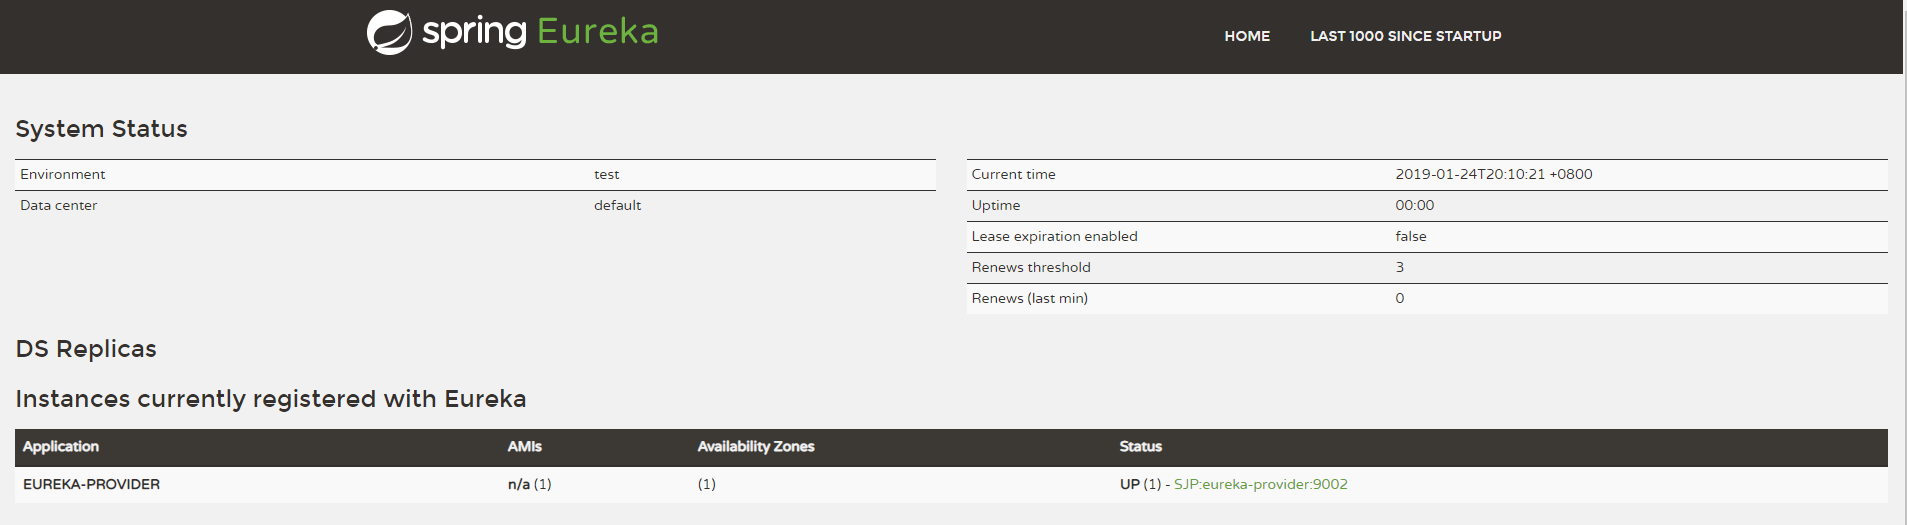 spring Eureka
HOME LAST 1000 SINCE STARTUP
System Status
Environment test
Data center default
Current time 2019-01-24T20:10:21 +0800
Uptime 00:00
Lease expiration enabled false
Renews threshold 3
Renews (last min) 0
DS Replicas
Instances currently registered with Eureka
Application AMIs Availability Zones Status
EUREKA-PROVIDER n/a (1) (1) UP (1) - SJP:eureka-provider:9002